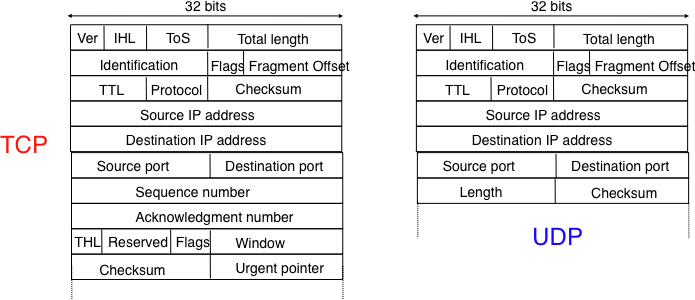 32 bits
Ver IHL ToS Total length
Identification Flags Fragment Offset
TTL Protocol Checksum
Source IP address
Destination IP address
TCP
Source port Destination port
Sequence number
Acknowledgment number
THL Reserved Flags Window
Checksum Urgent pointer
32 bits
Ver IHL ToS Total length
Identification Flags Fragment Offset
TTL Protocol Checksum
Source IP address
Destination IP address
Source port Destination port
Length Checksum
UDP